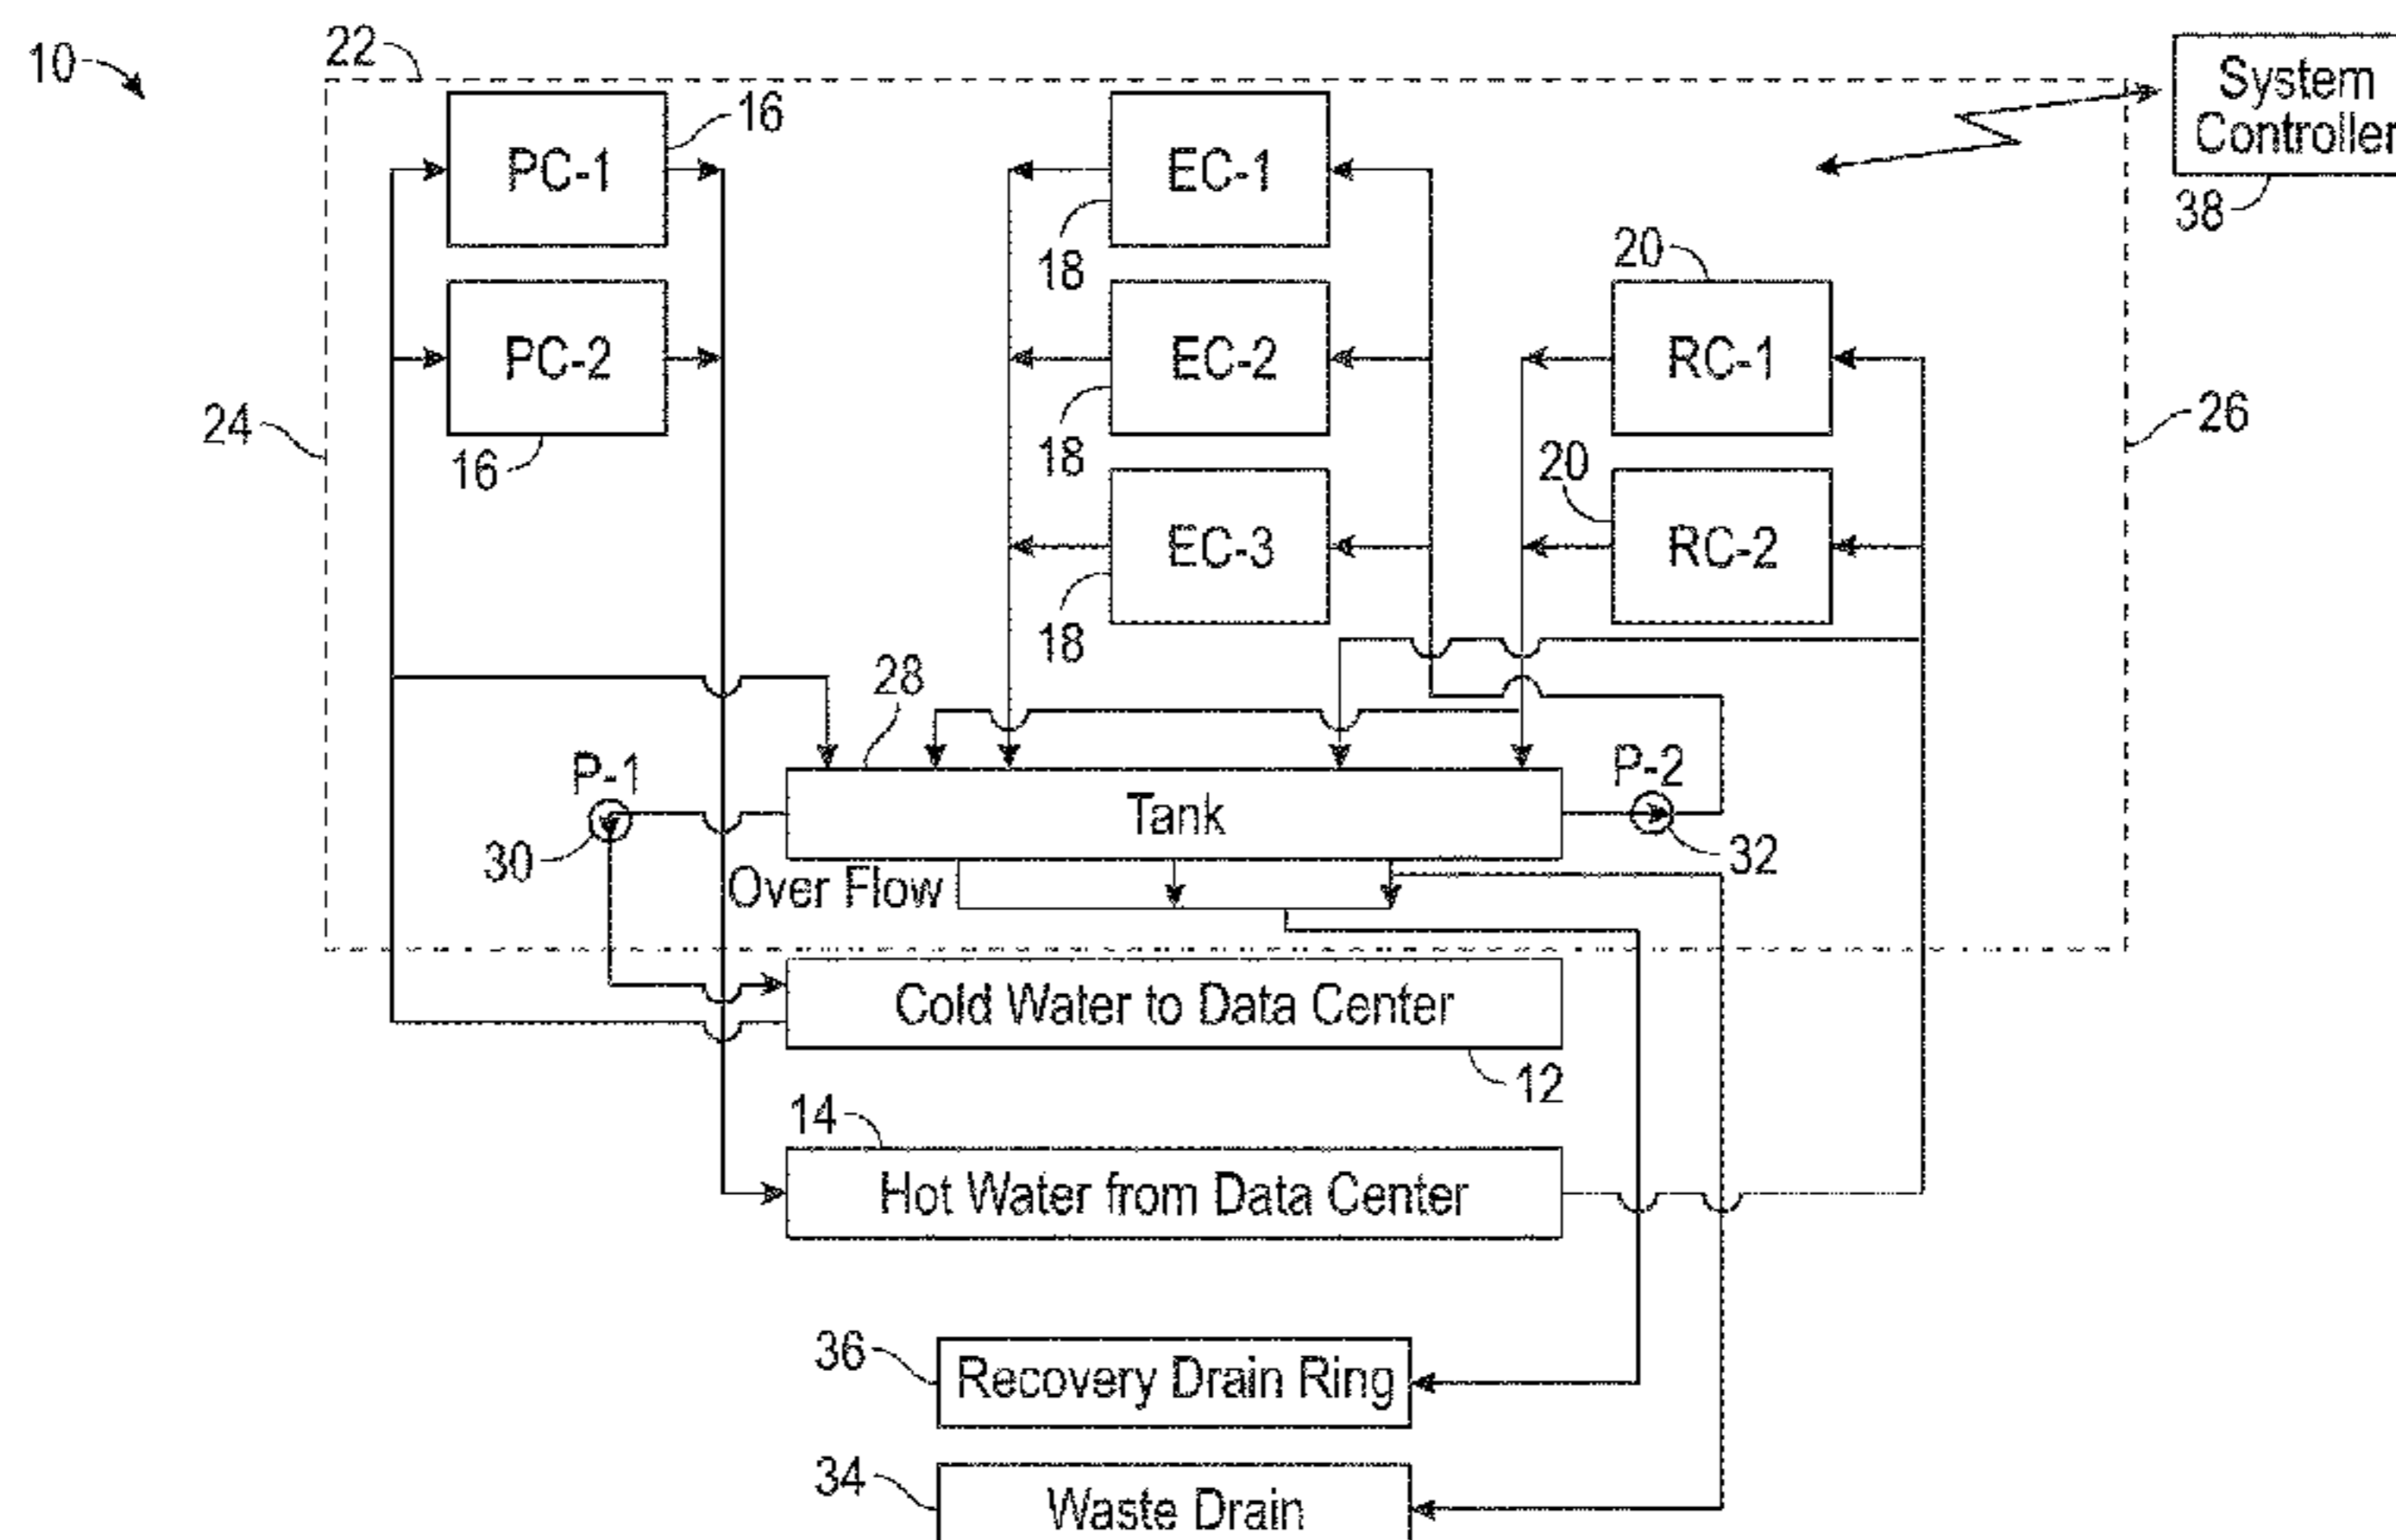 10
22
System
Controller
38
PC-1
16
EC-1
18
20
PC-2
16
EC-2
18
RC-1
24
26
20
EC-3
18
RC-2
28
P-1
30
Tank
P-2
32
Over Flow
Cold Water to Data Center
12
14
Hot Water from Data Center
36
Recovery Drain Ring
34
Waste Drain